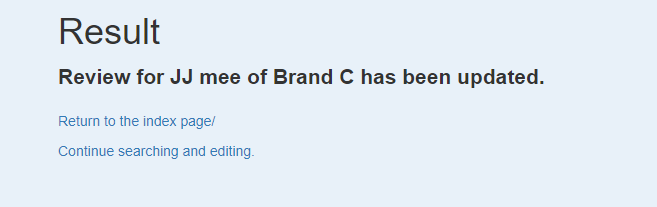 Result
Review for JJ mee of Brand C has been updated.
Return to the index page/
Continue searching and editing.